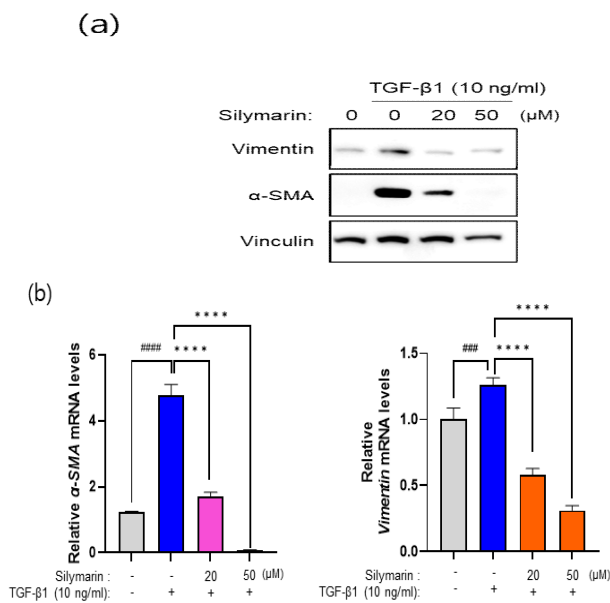 (a)
TGF-β1 (10 ng/ml)
Silymarin: 0 0 20 50 (μM)
Vimentin
α-SMA
Vinculin
(b)
Relative α-SMA mRNA levels
6
4
2
0
####
****
****
Silymarin : - - 20 50 (μM)
TGF-β1 (10 ng/ml): - + + +
Relative
Vimentin mRNA levels
1.5
1.0
0.5
0.0
###
****
****
Silymarin : - - 20 50 (μM)
TGF-β1 (10 ng/ml): - + + +